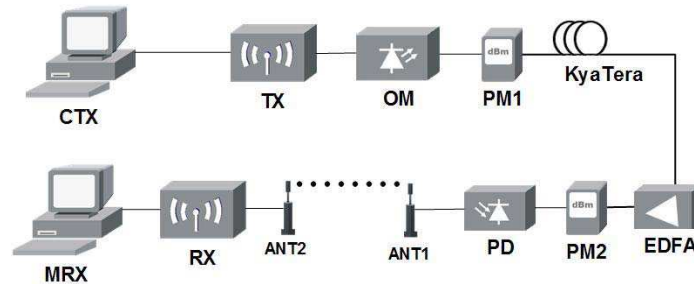 dBm
CTX
TX
OM
PM1
KyaTera
dBm
MRX
RX
ANT2
ANT1
PD
PM2
EDFA